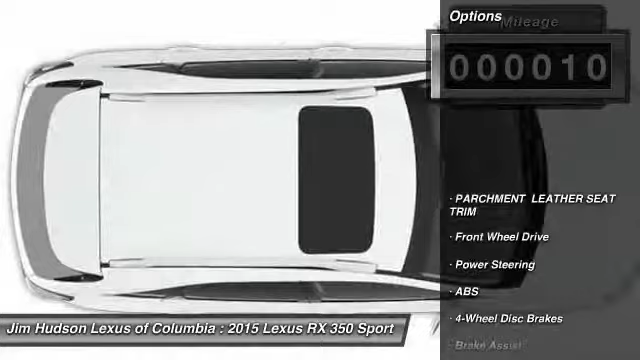 Options
Mileage
000010
· PARCHMENT LEATHER SEAT
TRIM
· Front Wheel Drive
· Power Steering
· ABS
· 4-Wheel Disc Brakes
· Brake Assist
Jim Hudson Lexus of Columbia : 2015 Lexus RX 350 Sport